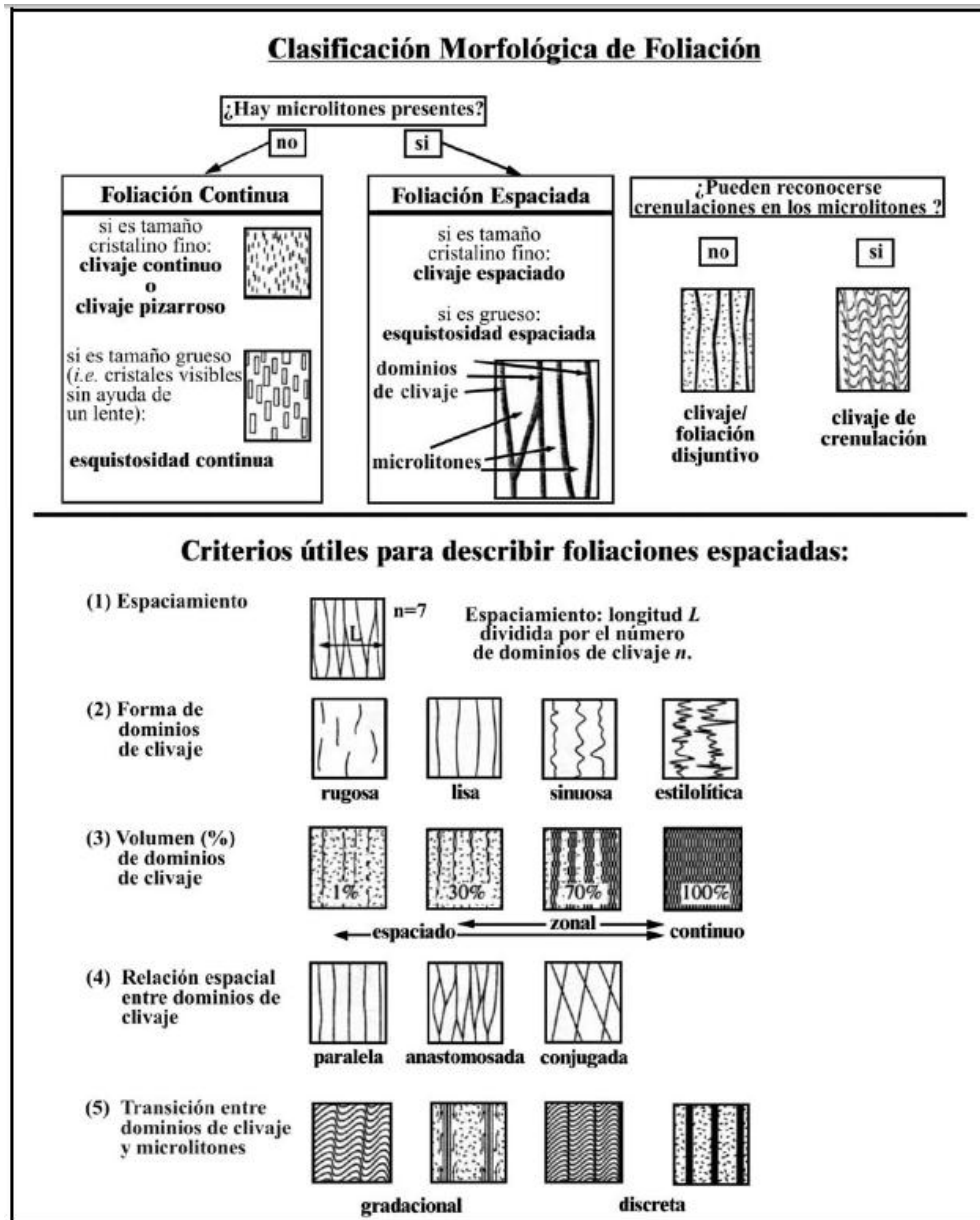 Clasificación Morfológica de Foliación
¿Hay microlitones presentes?
no
si
Foliación Continua
si es tamaño
cristalino fino:
clivaje continuo
o
clivaje pizarroso
si es tamaño grueso
(i.e. cristales visibles
sin ayuda de
un lente):
esquistosidad continua
Foliación Espaciada
si es tamaño
cristalino fino:
clivaje espaciado
si es grueso:
esquistosidad espaciada
dominios
de clivaje
microlitones
¿Pueden reconocerse
crenulaciones en los microlitones ?
no
si
clivaje/
foliación
disjuntivo
clivaje de
crenulación
Criterios útiles para describir foliaciones espaciadas:
(1) Espaciamiento
L
n=7
Espaciamiento: longitud L
dividida por el número
de dominios de clivaje n.
(2) Forma de
dominios
de clivaje
rugosa
lisa
sinuosa
estilolítica
(3) Volumen (%)
de dominios
de clivaje
1%
30%
70%
100%
espaciado
zonal
continuo
(4) Relación espacial
entre dominios de
clivaje
paralela
anastomosada
conjugada
(5) Transición entre
dominios de clivaje
y microlitones
gradacional
discreta